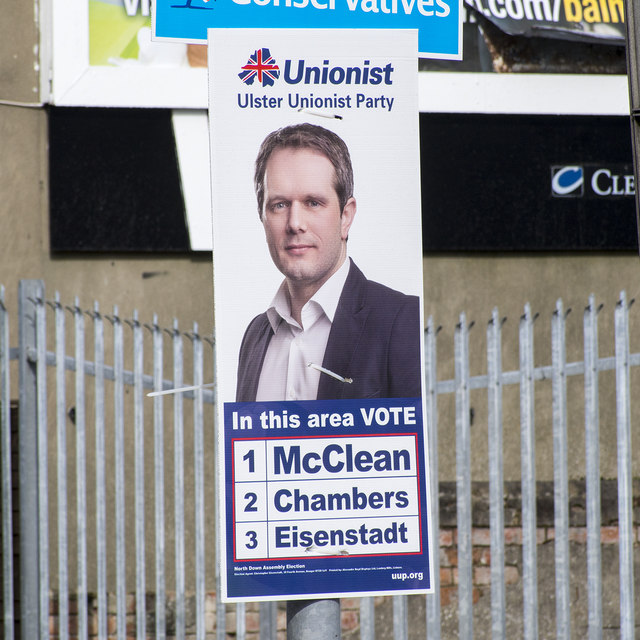 Conservatives
.com/bain
Unionist
Ulster Unionist Party
CLE
In this area VOTE
1 McClean
2 Chambers
3 Eisenstadt
North Down Assembly Election
uup.org